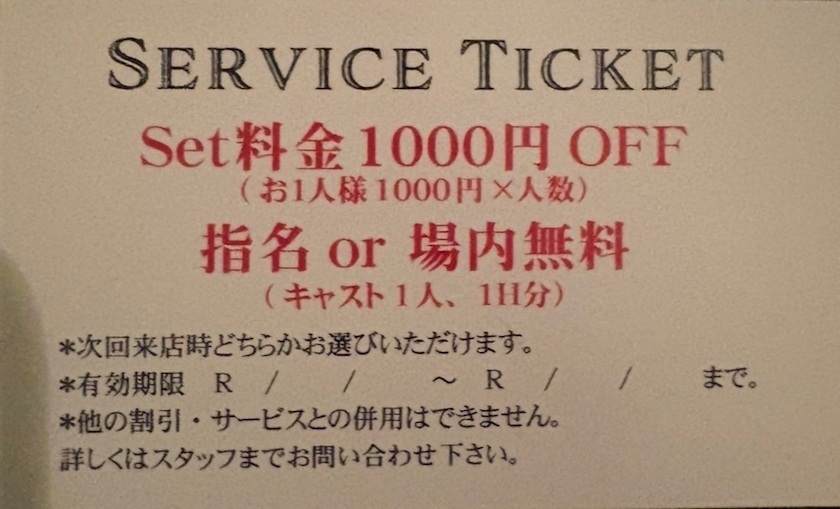 SERVICE TICKET
Set料金1000円 OFF
(お1人様1000円×人数)
指名 or 場内無料
(キャスト1人、1H分)
*次回来店時どちらかお選びいただけます。
*有効期限 R / / ～ R / / まで。
*他の割引・サービスとの併用はできません。
詳しくはスタッフまでお問い合わせ下さい。